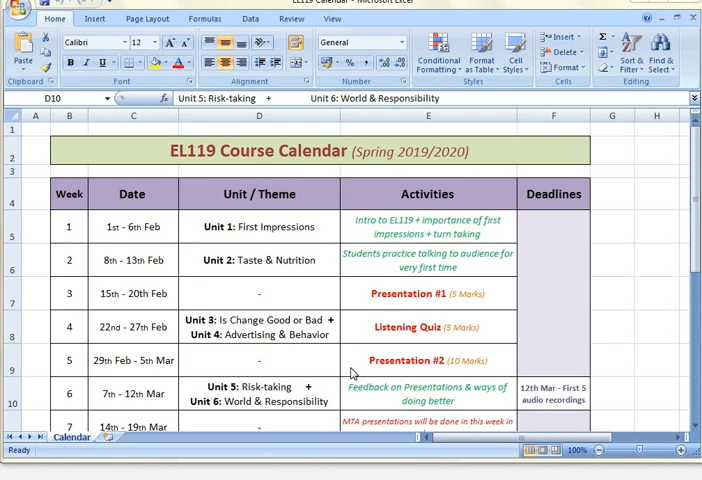 EL119 Calendar - Microsoft Excel
Home Insert Page Layout Formulas Data Review View
Calibri 12 General Conditional Format Cell Insert Σ Sort & Find &
Paste B I U Formatting as Table Styles Delete Filter Select
Format
Clipboard Font Alignment Number Styles Cells Editing
D10 fx Unit 5: Risk-taking + Unit 6: World & Responsibility
A B C D E F G H
1
2 EL119 Course Calendar (Spring 2019/2020)
3
4 Week Date Unit / Theme Activities Deadlines
5 1 1st - 6th Feb Unit 1: First Impressions Intro to EL119 + importance of first
impressions + turn taking
6 2 8th - 13th Feb Unit 2: Taste & Nutrition Students practice talking to audience for
very first time
7 3 15th - 20th Feb - Presentation #1 (5 Marks)
8 4 22nd - 27th Feb Unit 3: Is Change Good or Bad + Listening Quiz (5 Marks)
Unit 4: Advertising & Behavior
9 5 29th Feb - 5th Mar - Presentation #2 (10 Marks)
10 6 7th - 12th Mar Unit 5: Risk-taking + Feedback on Presentations & ways of 12th Mar - First 5
Unit 6: World & Responsibility doing better audio recordings
7 14th - 19th Mar MTA presentations will be done in this week in
Calendar
Ready 100%